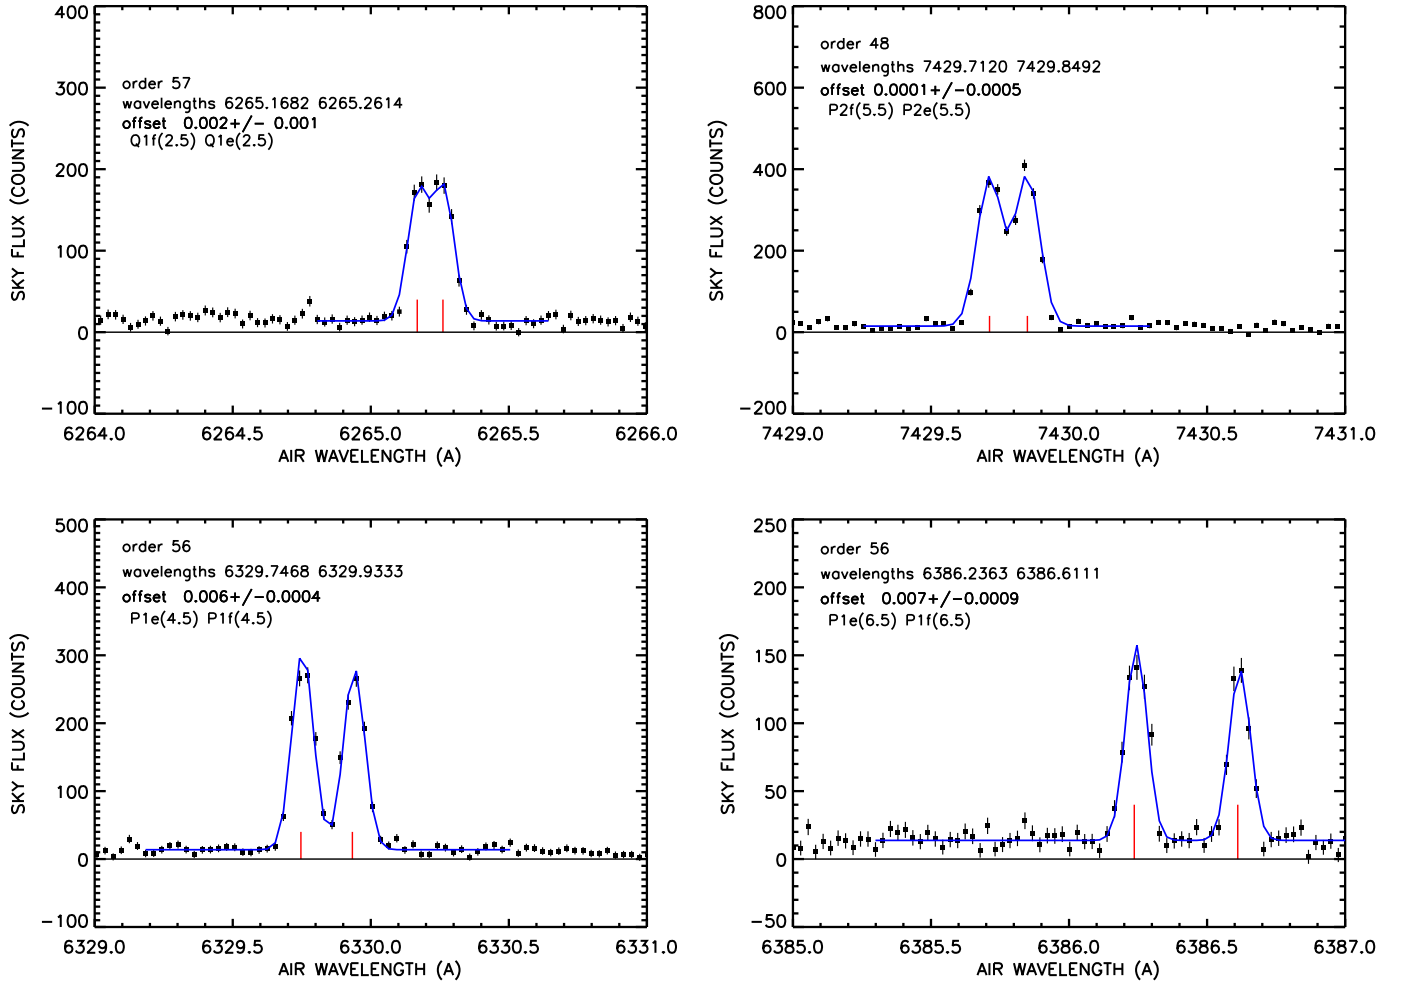 400
300
200
100
0
−100
SKY FLUX (COUNTS)
order 57
wavelengths 6265.1682 6265.2614
offset 0.002+/− 0.001
Q1f(2.5) Q1e(2.5)
6264.0 6264.5 6265.0 6265.5 6266.0
AIR WAVELENGTH (A)
800
600
400
200
0
−200
SKY FLUX (COUNTS)
order 48
wavelengths 7429.7120 7429.8492
offset 0.0001+/−0.0005
P2f(5.5) P2e(5.5)
7429.0 7429.5 7430.0 7430.5 7431.0
AIR WAVELENGTH (A)
500
400
300
200
100
0
−100
SKY FLUX (COUNTS)
order 56
wavelengths 6329.7468 6329.9333
offset 0.006+/−0.0004
P1e(4.5) P1f(4.5)
6329.0 6329.5 6330.0 6330.5 6331.0
AIR WAVELENGTH (A)
250
200
150
100
50
0
−50
SKY FLUX (COUNTS)
order 56
wavelengths 6386.2363 6386.6111
offset 0.007+/−0.0009
P1e(6.5) P1f(6.5)
6385.0 6385.5 6386.0 6386.5 6387.0
AIR WAVELENGTH (A)